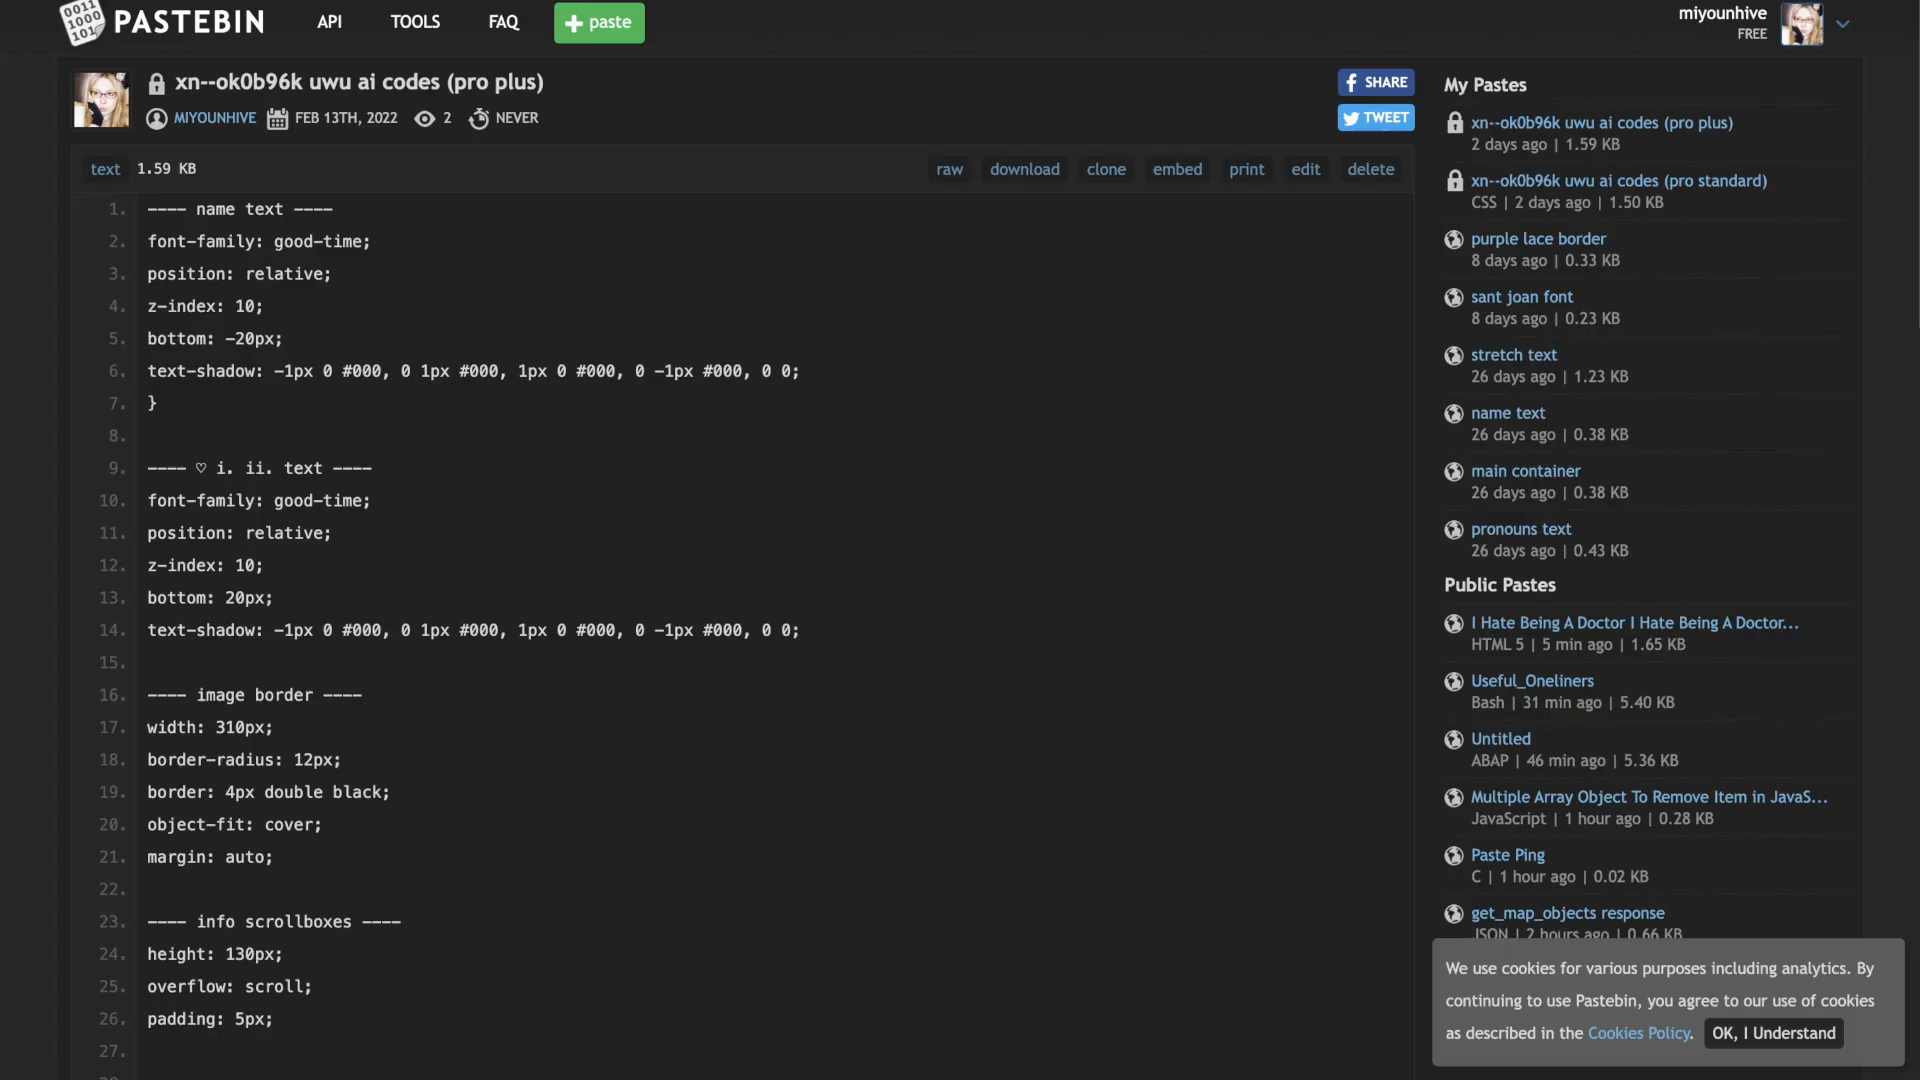 0011
1000
101
PASTEBIN
API
TOOLS
FAQ
+ paste
miyounhive
FREE
xn--ok0b96k uwu ai codes (pro plus)
MIYOUNHIVE FEB 13TH, 2022 2 NEVER
SHARE
TWEET
text 1.59 KB
raw download clone embed print edit delete
1. ---- name text ----
2. font-family: good-time;
3. position: relative;
4. z-index: 10;
5. bottom: -20px;
6. text-shadow: -1px 0 #000, 0 1px #000, 1px 0 #000, 0 -1px #000, 0 0;
7. }
8.
9. ---- ♡ i. ii. text ----
10. font-family: good-time;
11. position: relative;
12. z-index: 10;
13. bottom: 20px;
14. text-shadow: -1px 0 #000, 0 1px #000, 1px 0 #000, 0 -1px #000, 0 0;
15.
16. ---- image border ----
17. width: 310px;
18. border-radius: 12px;
19. border: 4px double black;
20. object-fit: cover;
21. margin: auto;
22.
23. ---- info scrollboxes ----
24. height: 130px;
25. overflow: scroll;
26. padding: 5px;
27.
My Pastes
xn--ok0b96k uwu ai codes (pro plus)
2 days ago | 1.59 KB
xn--ok0b96k uwu ai codes (pro standard)
CSS | 2 days ago | 1.50 KB
purple lace border
8 days ago | 0.33 KB
sant joan font
8 days ago | 0.23 KB
stretch text
26 days ago | 1.23 KB
name text
26 days ago | 0.38 KB
main container
26 days ago | 0.38 KB
pronouns text
26 days ago | 0.43 KB
Public Pastes
I Hate Being A Doctor I Hate Being A Doctor...
HTML 5 | 5 min ago | 1.65 KB
Useful_Oneliners
Bash | 31 min ago | 5.40 KB
Untitled
ABAP | 46 min ago | 5.36 KB
Multiple Array Object To Remove Item in JavaS...
JavaScript | 1 hour ago | 0.28 KB
Paste Ping
C | 1 hour ago | 0.02 KB
get_map_objects response
JSON | 2 hours ago | 0.66 KB
We use cookies for various purposes including analytics. By
continuing to use Pastebin, you agree to our use of cookies
as described in the Cookies Policy. OK, I Understand